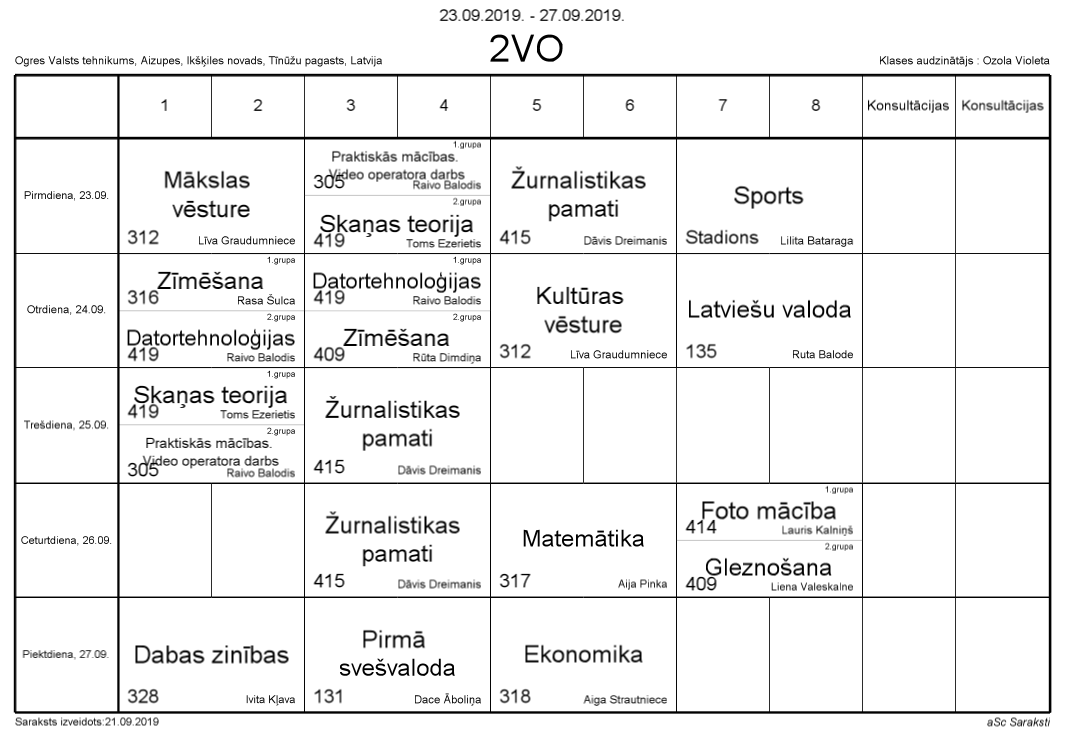 23.09.2019. - 27.09.2019.
2VO
Ogres Valsts tehnikums, Aizupes, Ikšķiles novads, Tīnūžu pagasts, Latvija
Klases audzinātājs : Ozola Violeta
1 2 3 4 5 6 7 8 Konsultācijas Konsultācijas
Pirmdiena, 23.09.
Mākslas
vēsture
312 Līva Graudumniece
1.grupa
Praktiskās mācības.
Video operatora darbs
305 Raivo Balodis
2.grupa
Skaņas teorija
419 Toms Ezerietis
Žurnalistikas
pamati
415 Dāvis Dreimanis
Sports
Stadions Lilita Bataraga
Otrdiena, 24.09.
1.grupa
Zīmēšana
316 Rasa Šulca
2.grupa
Datortehnoloģijas
419 Raivo Balodis
1.grupa
Datortehnoloģijas
419 Raivo Balodis
2.grupa
Zīmēšana
409 Rūta Dimdiņa
Kultūras
vēsture
312 Līva Graudumniece
Latviešu valoda
135 Ruta Balode
Trešdiena, 25.09.
1.grupa
Skaņas teorija
419 Toms Ezerietis
2.grupa
Praktiskās mācības.
Video operatora darbs
305 Raivo Balodis
Žurnalistikas
pamati
415 Dāvis Dreimanis
Ceturtdiena, 26.09.
Žurnalistikas
pamati
415 Dāvis Dreimanis
Matemātika
317 Aija Pinka
1.grupa
Foto mācība
414 Lauris Kalniņš
2.grupa
Gleznošana
409 Liena Valeskalne
Piektdiena, 27.09.
Dabas zinības
328 Ivita Kļava
Pirmā
svešvaloda
131 Dace Āboliņa
Ekonomika
318 Aiga Strautniece
Saraksts izveidots:21.09.2019
aSc Saraksti